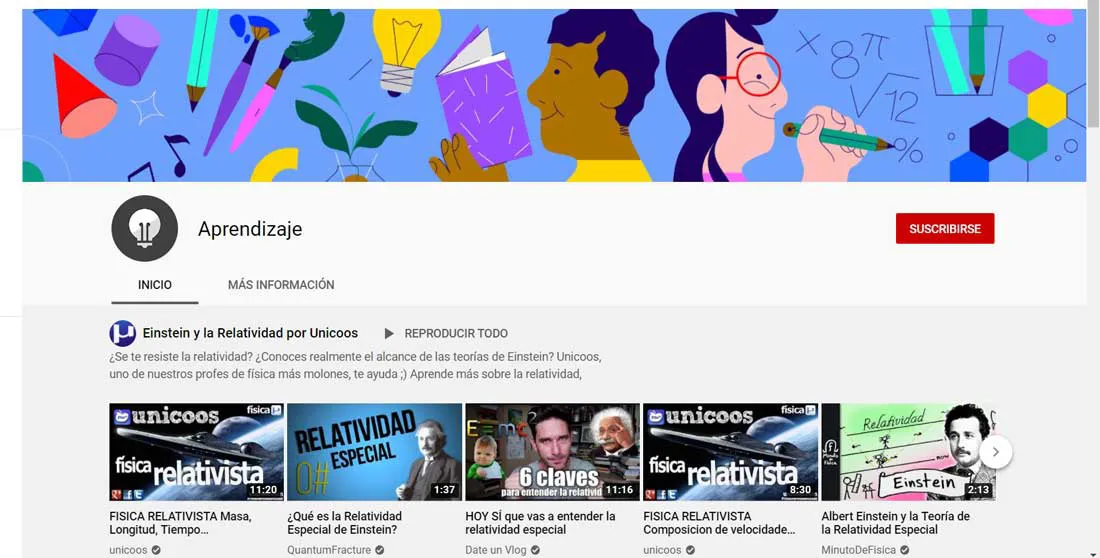 8π
√12
%
Aprendizaje
SUSCRIBIRSE
INICIO
MÁS INFORMACIÓN
µ
Einstein y la Relatividad por Unicoos
REPRODUCIR TODO
¿Se te resiste la relatividad? ¿Conoces realmente el alcance de las teorías de Einstein? Unicoos,
uno de nuestros profes de física más molones, te ayuda ;) Aprende más sobre la relatividad,
unicoos
física
física
relativista
11:20
RELATIVIDAD
ESPECIAL
0#
1:37
6 claves
para entender la relativid
11:16
unicoos
física
física
relativista
8:30
Relatividad
Einstein
2:13
FISICA RELATIVISTA Masa,
Longitud, Tiempo...
unicoos
¿Qué es la Relatividad
Especial de Einstein?
QuantumFracture
HOY SÍ que vas a entender la
relatividad especial
Date un Vlog
FISICA RELATIVISTA
Composicion de velocidade...
unicoos
Albert Einstein y la Teoría de
la Relatividad Especial
MinutoDeFisica